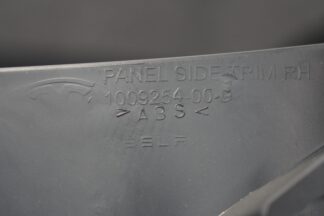 PANEL SIDE TRIM RH
1009254-00-G
>ABS<